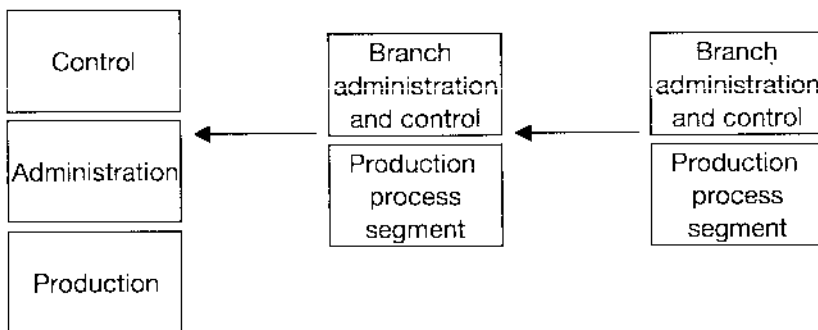 Control
Administration
Production
Branch
administration
and control
Production
process
segment
Branch
administration
and control
Production
process
segment